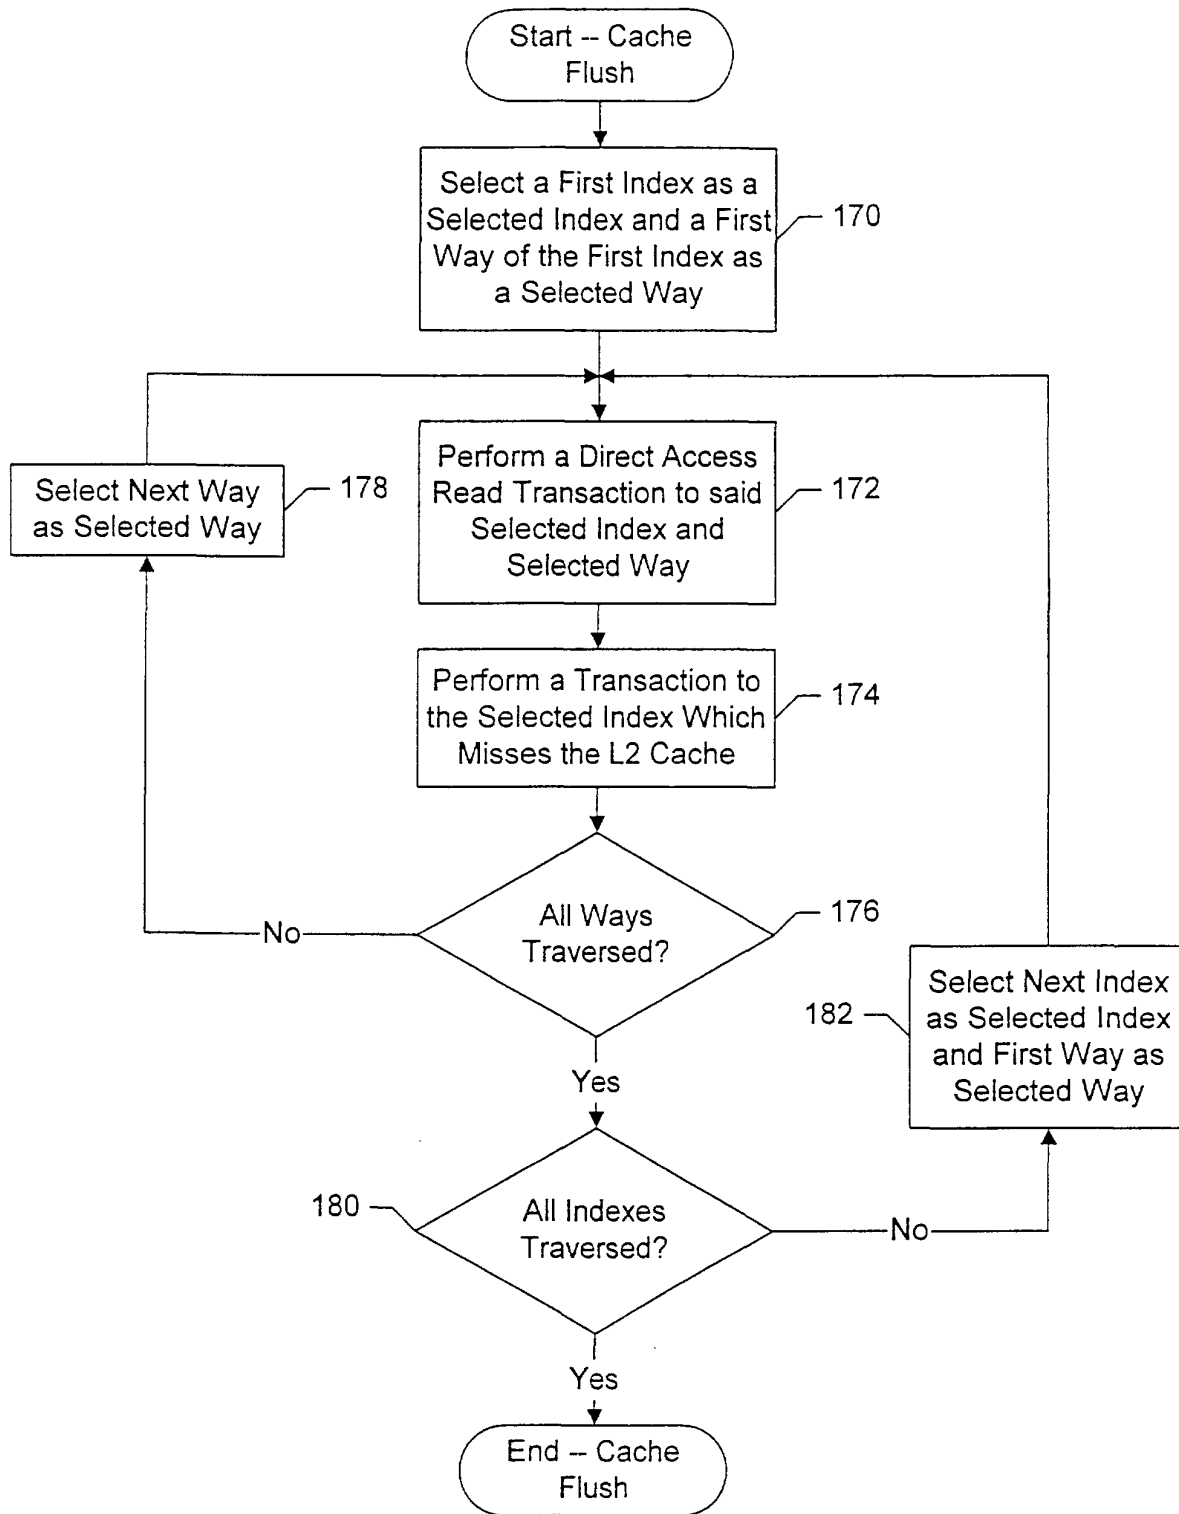 Start -- Cache
Flush
Select a First Index as a
Selected Index and a First
Way of the First Index as
a Selected Way
170
Select Next Way
as Selected Way
178
Perform a Direct Access
Read Transaction to said
Selected Index and
Selected Way
172
Perform a Transaction to
the Selected Index Which
Misses the L2 Cache
174
All Ways
Traversed?
176
No
Yes
Select Next Index
as Selected Index
and First Way as
Selected Way
182
180
All Indexes
Traversed?
No
Yes
End -- Cache
Flush